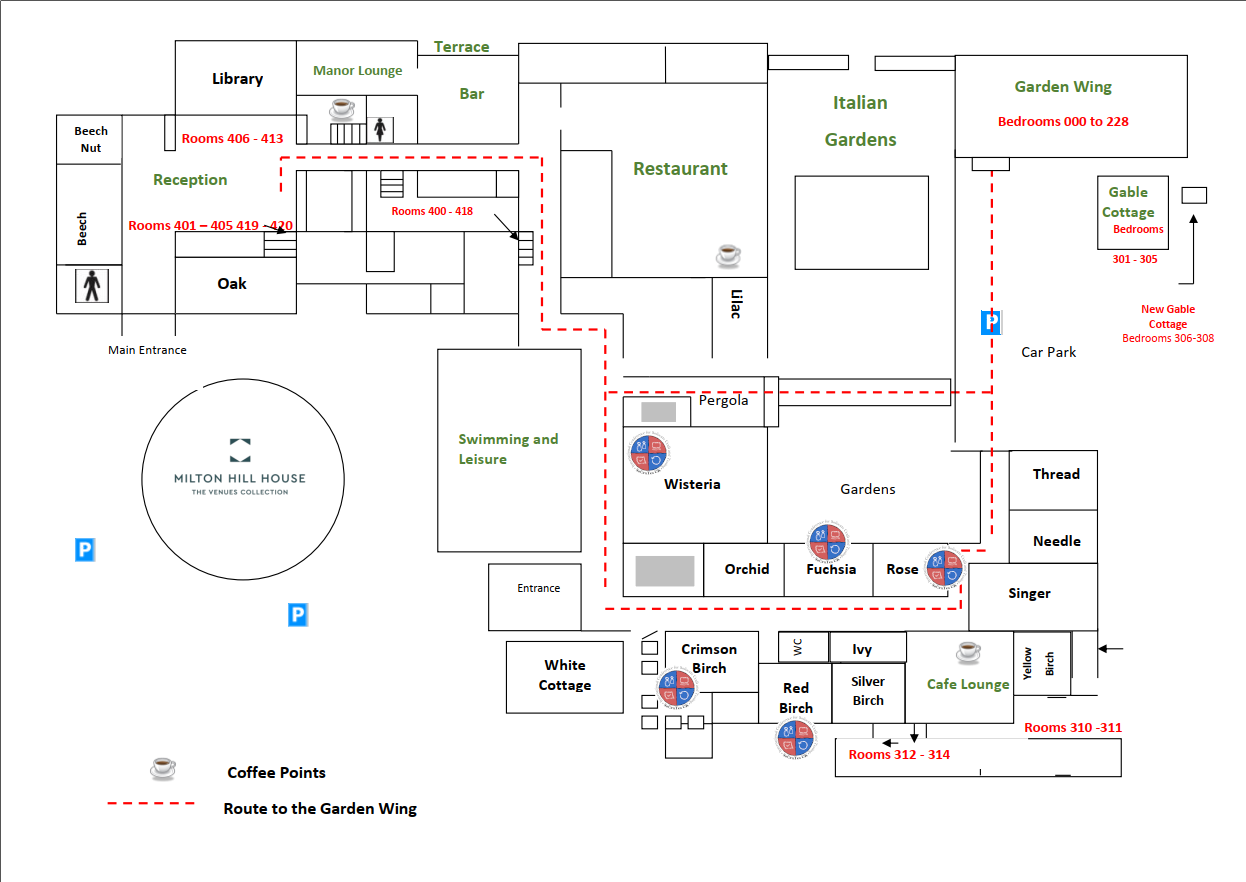 Terrace
Library
Manor Lounge
Bar
Italian
Gardens
Garden Wing
Bedrooms 000 to 228
Beech
Nut
Rooms 406 - 413
Reception
Restaurant
Gable
Cottage
Bedrooms
301 - 305
Rooms 400 - 418
Rooms 401 – 405 419 - 420
Beech
Oak
Lilac
New Gable
Cottage
Bedrooms 306-308
P
Main Entrance
Car Park
Pergola
Swimming and
Leisure
MILTON HILL HOUSE
THE VENUES COLLECTION
Wisteria
Gardens
Thread
Needle
P
Orchid
Fuchsia
Rose
Entrance
Singer
P
White
Cottage
Crimson
Birch
WC
Ivy
Red
Birch
Silver
Birch
Cafe Lounge
Yellow
Birch
Rooms 310 -311
Rooms 312 - 314
Coffee Points
Route to the Garden Wing